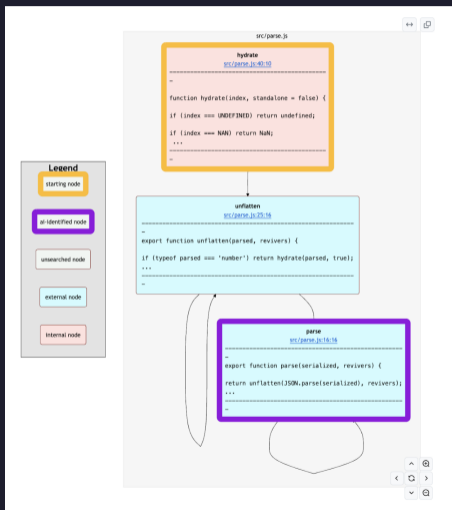 src/parse.js
hydrate
src/parse.js:40:10
function hydrate(index, standalone = false) {
if (index === UNDEFINED) return undefined;
if (index === NAN) return NaN;
...
Legend
starting node
ai-identified node
unsearched node
external node
internal node
unflatten
src/parse.js:25:16
export function unflatten(parsed, revivers) {
if (typeof parsed === 'number') return hydrate(parsed, true);
...
parse
src/parse.js:16:16
export function parse(serialized, revivers) {
return unflatten(JSON.parse(serialized), revivers);
...